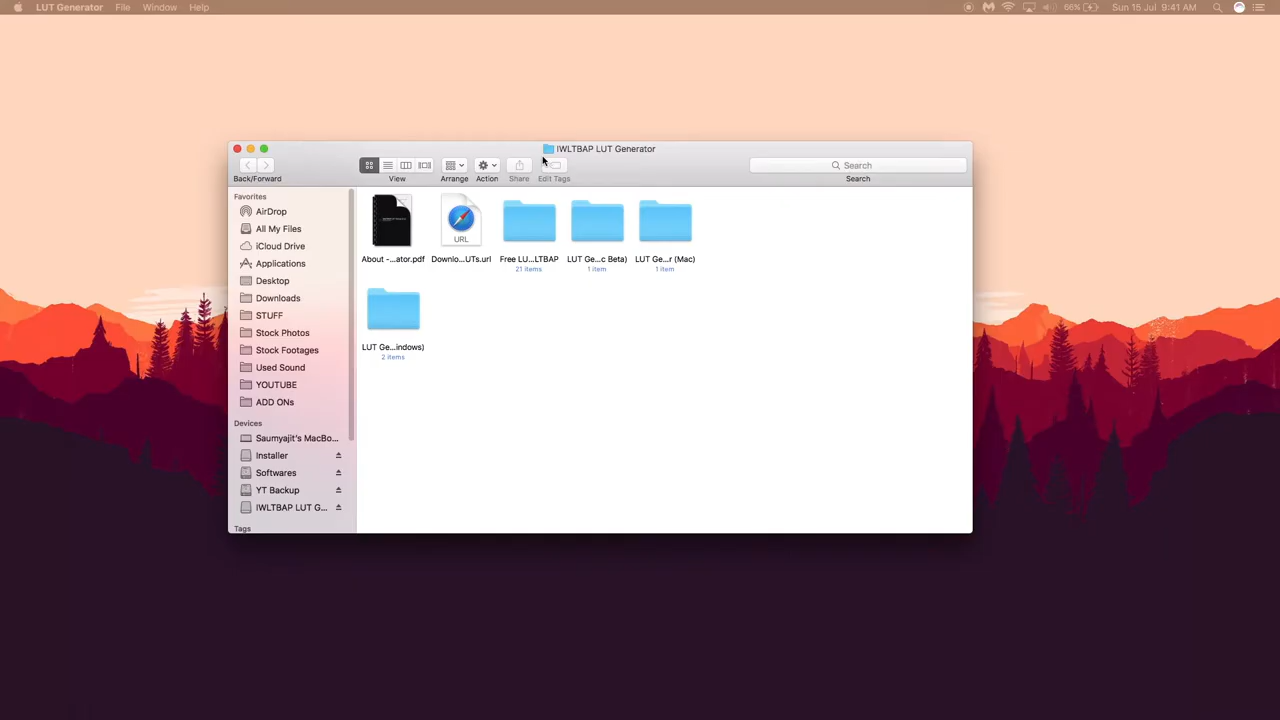 LUT Generator File Window Help 66% Sun 15 Jul 9:41 AM
IWLTBAP LUT Generator
Back/Forward View Arrange Action Share Edit Tags Search
Search
Favorites
AirDrop
All My Files
iCloud Drive
Applications
Desktop
Downloads
STUFF
Stock Photos
Stock Footages
Used Sound
YOUTUBE
ADD ONs
Devices
Saumyajit's MacBo...
Installer
Softwares
YT Backup
IWLTBAP LUT G...
Tags
URL
About -...ator.pdf Downlo...UTs.url Free LU...LTBAP LUT Ge...c Beta) LUT Ge...r (Mac)
21 items 1 item 1 item
LUT Ge...indows)
2 items